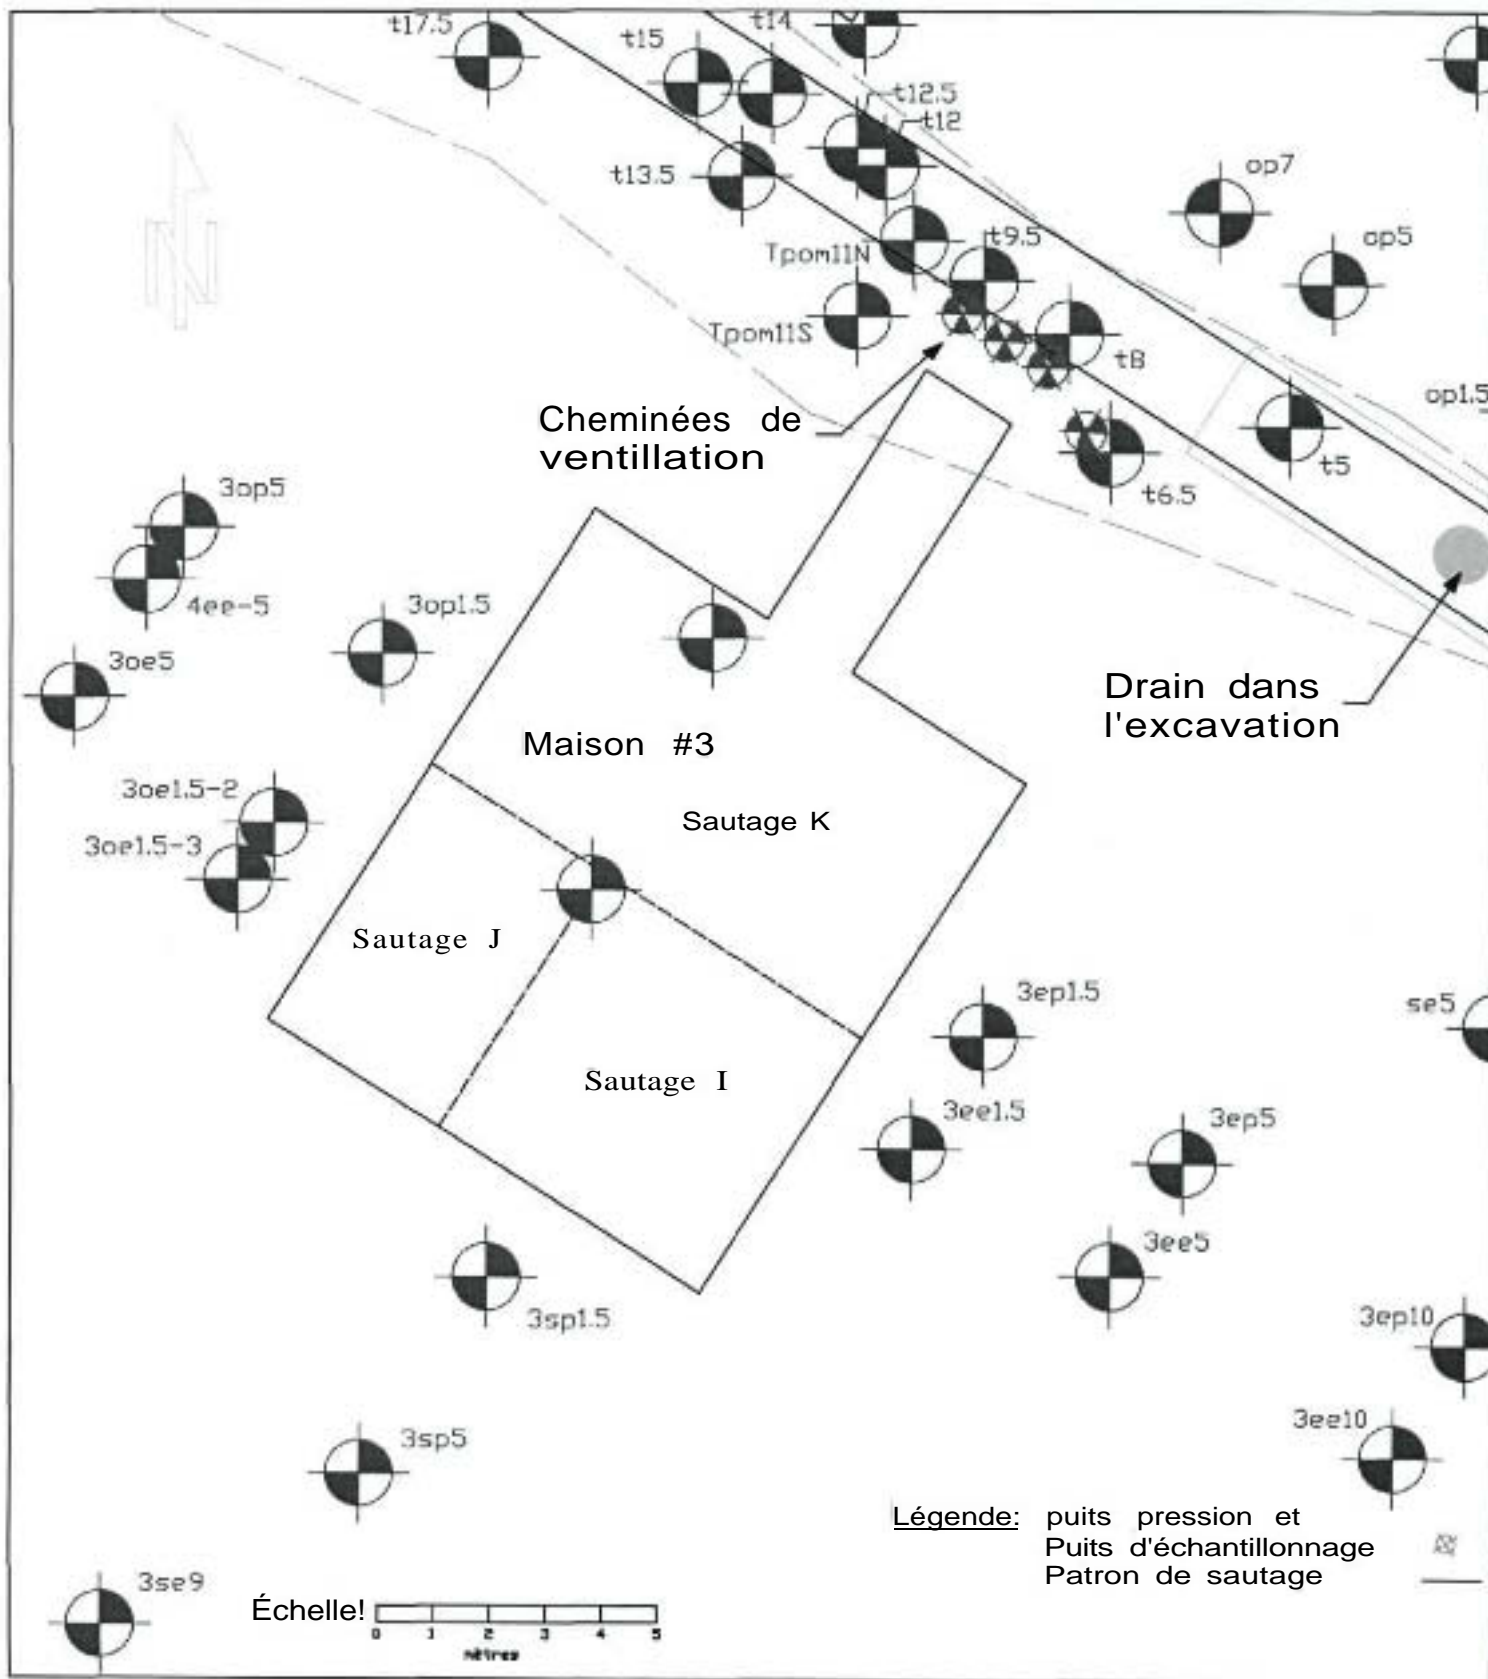 t17.5
t15
t14
t12.5
t12
t13.5
op7
Tpom11N
t9.5
op5
Tpom11S
t8
op1.5
Cheminées de
ventillation
t5
t6.5
3op5
4ee-5
3op1.5
3oe5
Drain dans
l'excavation
Maison #3
3oe1.5-2
Sautage K
3oe1.5-3
Sautage J
3ep1.5
se5
Sautage I
3ee1.5
3ep5
3ee5
3sp1.5
3ep10
3ee10
3sp5
Légende: puits pression et
Puits d'échantillonnage
Patron de sautage
3se9
Échelle!
0 1 2 3 4 5
mètres
N